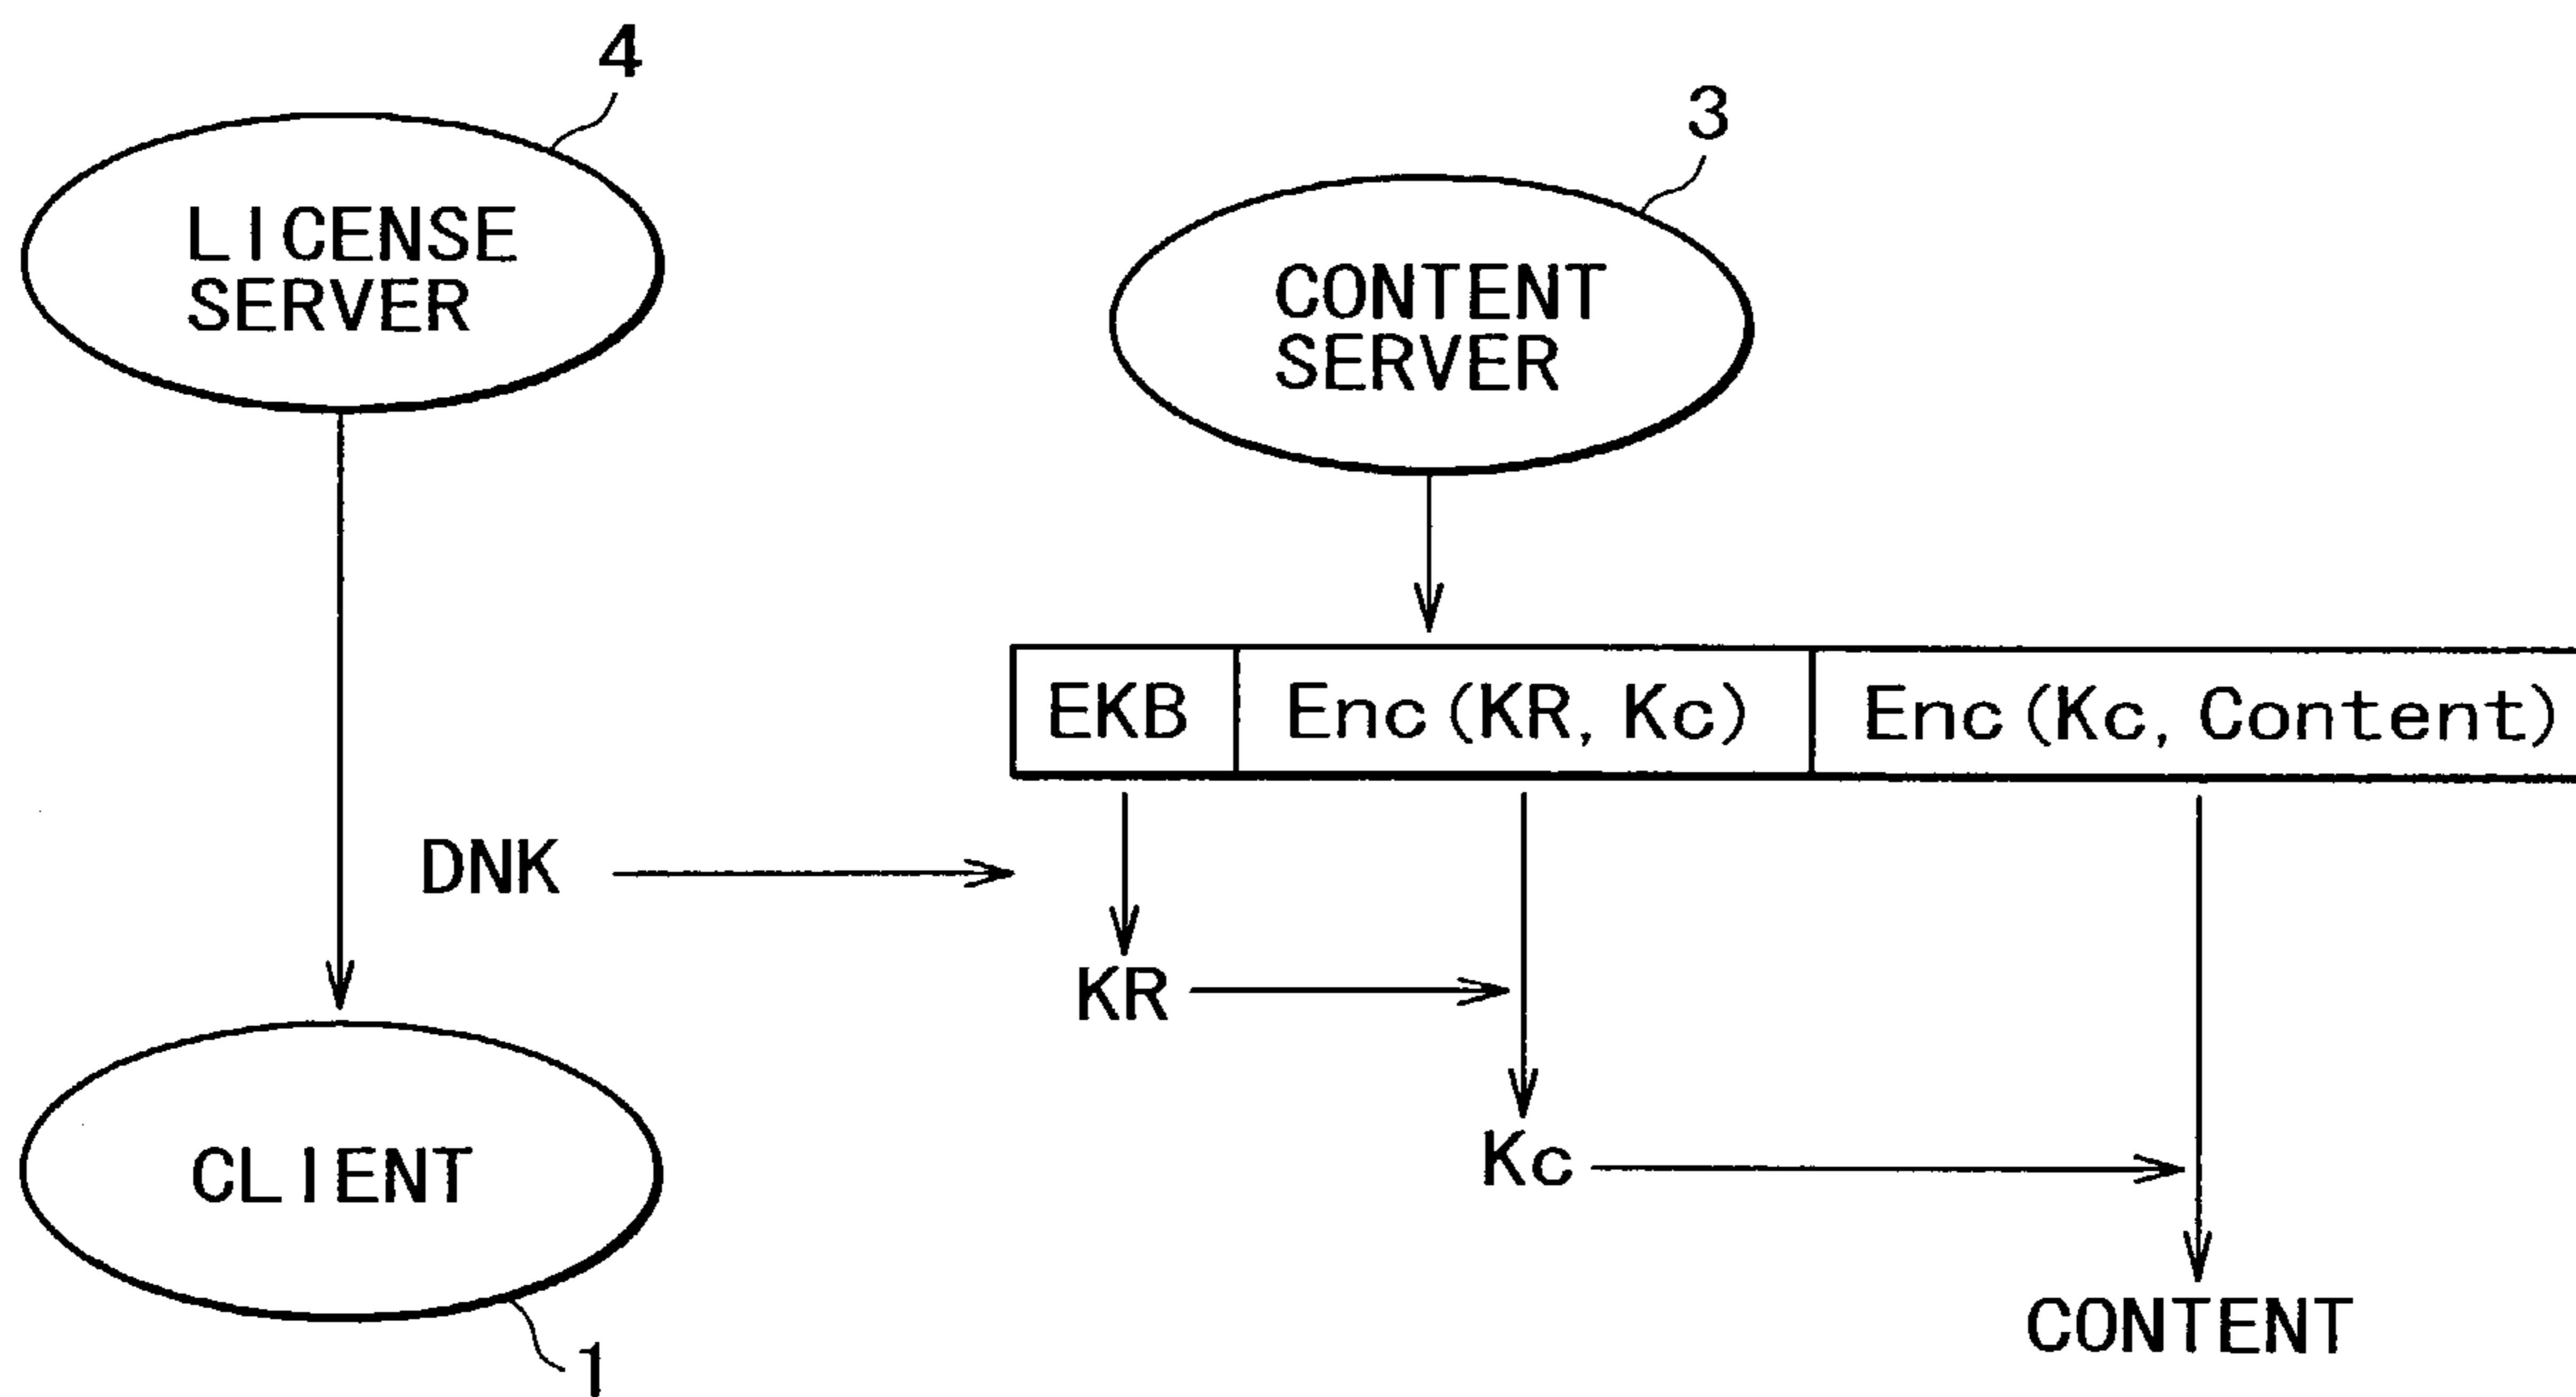 4
LICENSE
SERVER
3
CONTENT
SERVER
EKB Enc(KR, Kc) Enc(Kc, Content)
DNK
KR
Kc
CLIENT
CONTENT
1